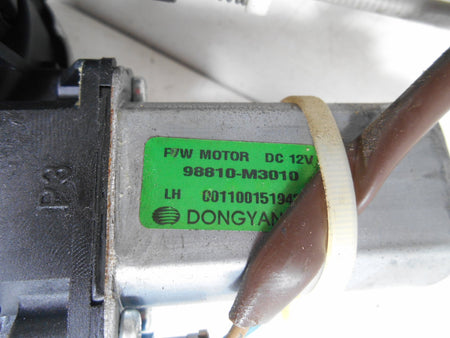 P/W MOTOR DC 12V
98810-M3010
LH
DONGYAN
P3